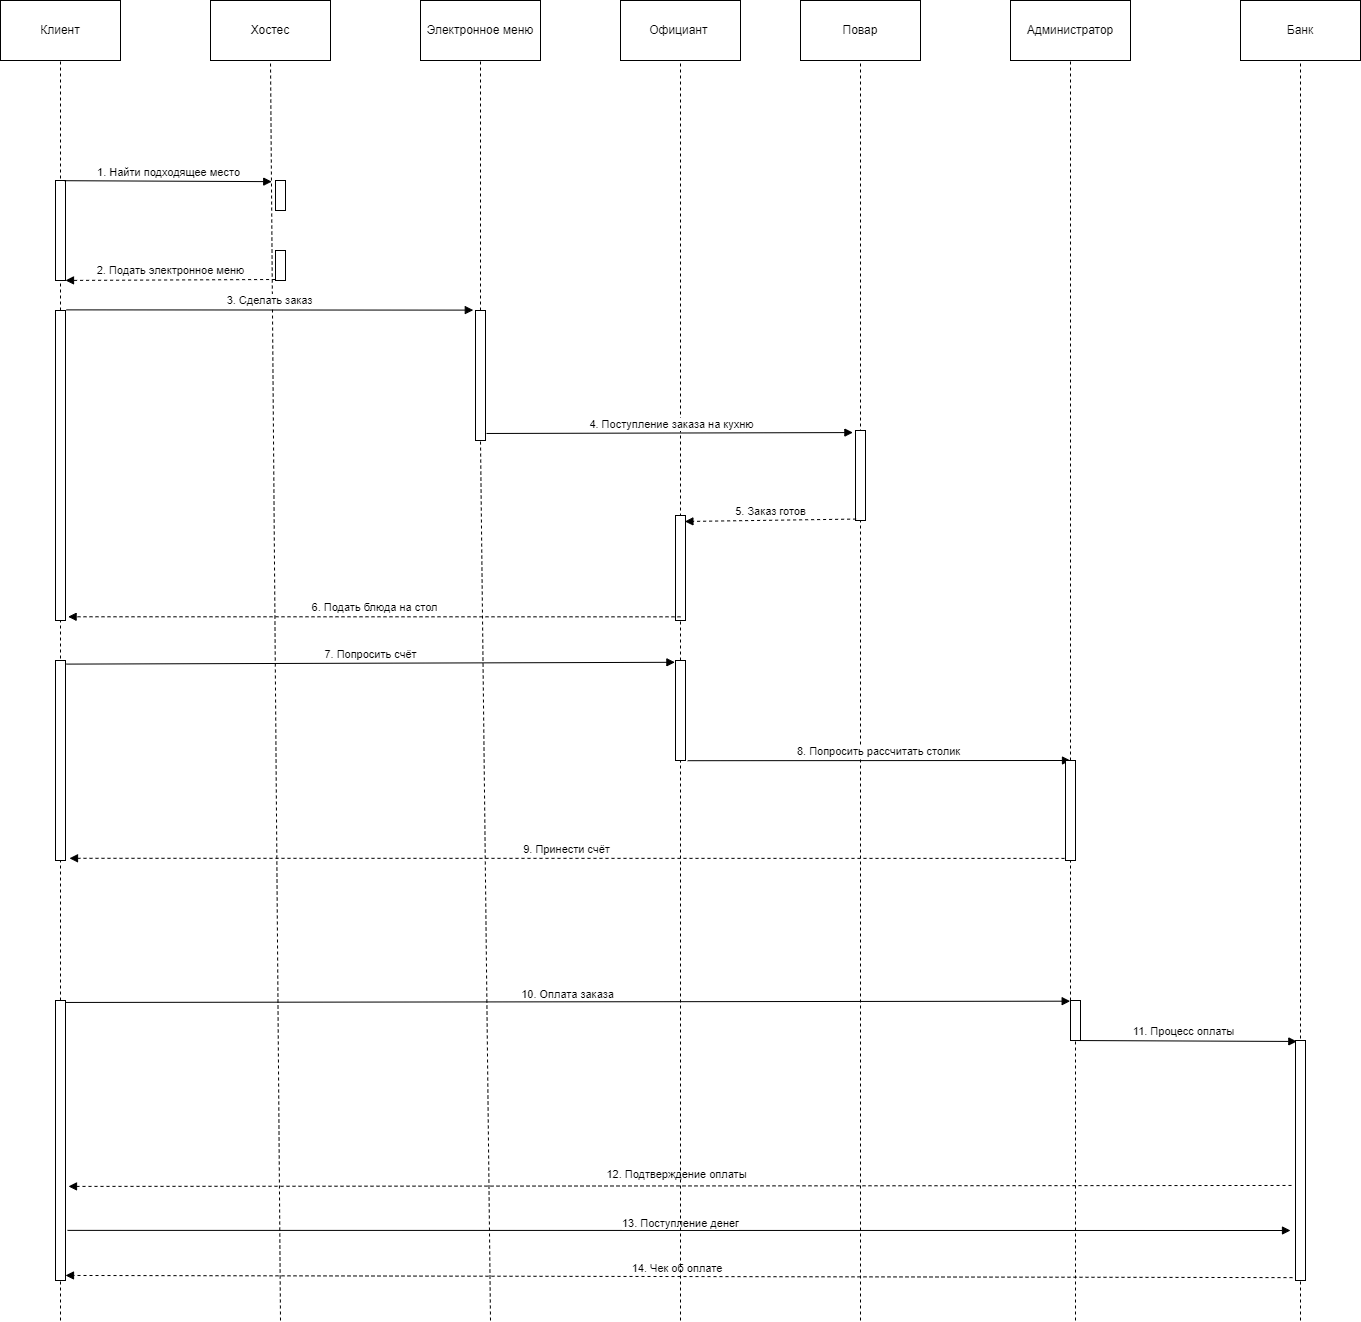 Клиент
Хостес
Электронное меню
Официант
Повар
Администратор
Банк
1. Найти подходящее место
2. Подать электронное меню
3. Сделать заказ
4. Поступление заказа на кухню
5. Заказ готов
6. Подать блюда на стол
7. Попросить счёт
8. Попросить рассчитать столик
9. Принести счёт
10. Оплата заказа
11. Процесс оплаты
12. Подтверждение оплаты
13. Поступление денег
14. Чек об оплате